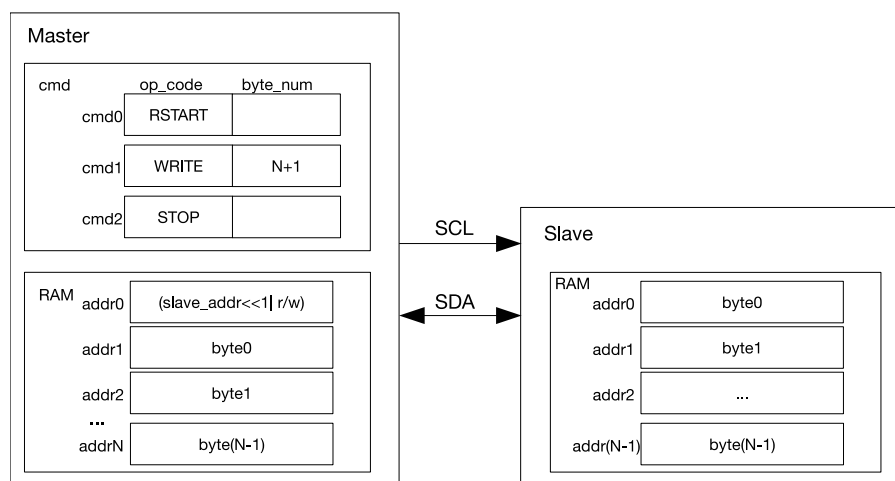 Master
cmd op_code byte_num
cmd0 RSTART
cmd1 WRITE N+1
cmd2 STOP
RAM
addr0 (slave_addr<<1| r/w)
addr1 byte0
addr2 byte1
...
addrN byte(N-1)
SCL
SDA
Slave
RAM
addr0 byte0
addr1 byte1
addr2 ...
addr(N-1) byte(N-1)